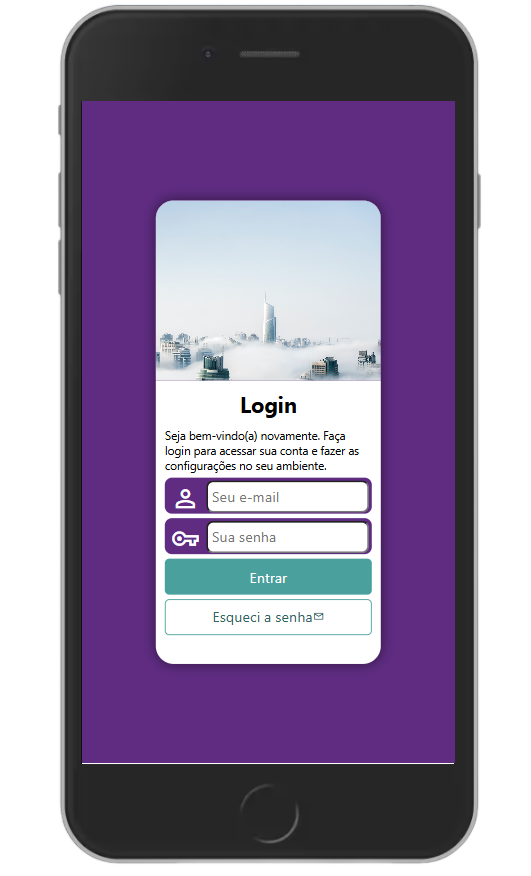 Login
Seja bem-vindo(a) novamente. Faça
login para acessar sua conta e fazer as
configurações no seu ambiente.
Seu e-mail
Sua senha
Entrar
Esqueci a senha